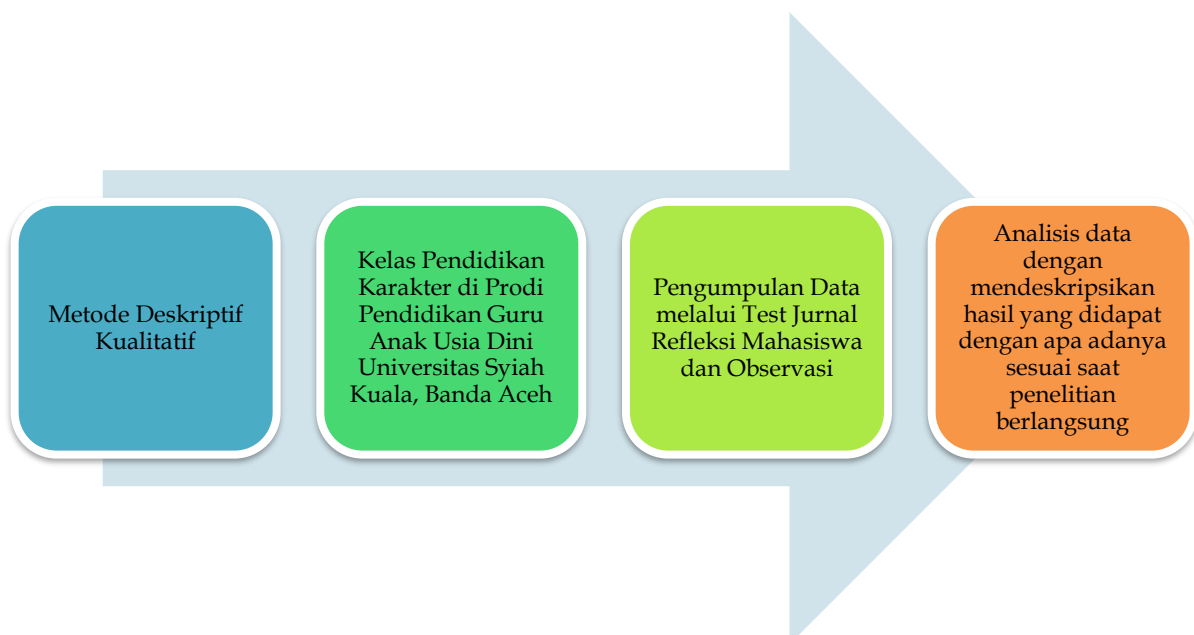 Metode Deskriptif
Kualitatif
Kelas Pendidikan
Karakter di Prodi
Pendidikan Guru
Anak Usia Dini
Universitas Syiah
Kuala, Banda Aceh
Pengumpulan Data
melalui Test Jurnal
Refleksi Mahasiswa
dan Observasi
Analisis data
dengan
mendeskripsikan
hasil yang didapat
dengan apa adanya
sesuai saat
penelitian
berlangsung